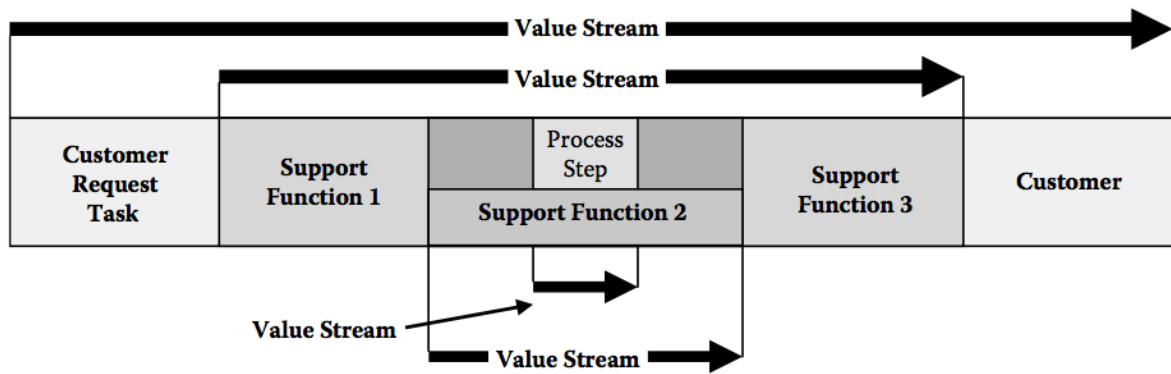 Value Stream
Value Stream
Customer
Request
Task
Support
Function 1
Process
Step
Support Function 2
Support
Function 3
Customer
Value Stream
Value Stream